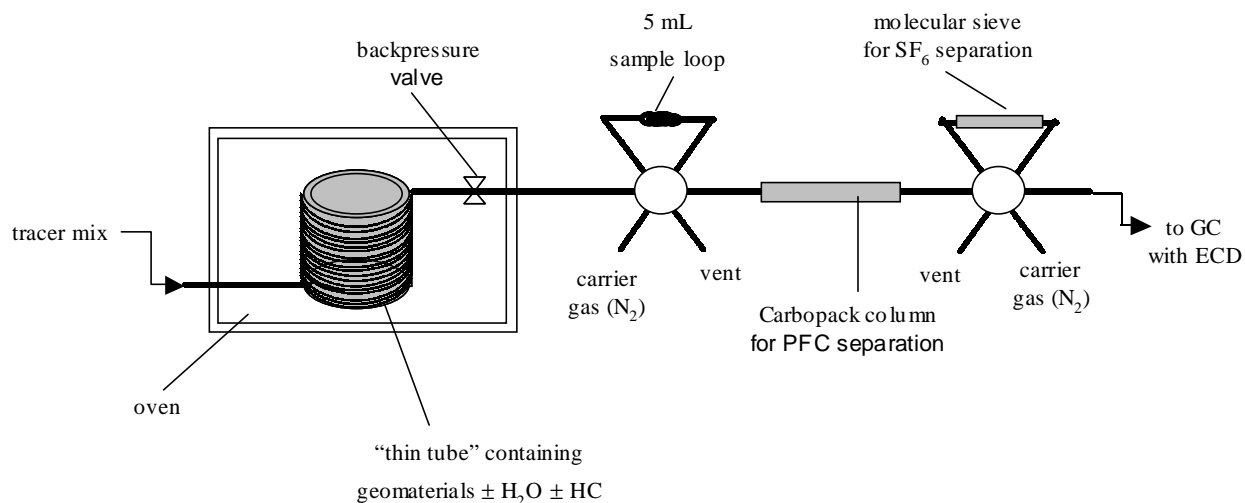 5 mL
sample loop
molecular sieve
for SF₆ separation
backpressure
valve
tracer mix
to GC
with ECD
carrier
gas (N₂)
vent
vent
carrier
gas (N₂)
Carbopack column
for PFC separation
oven
“thin tube” containing
geomaterials ± H₂O ± HC